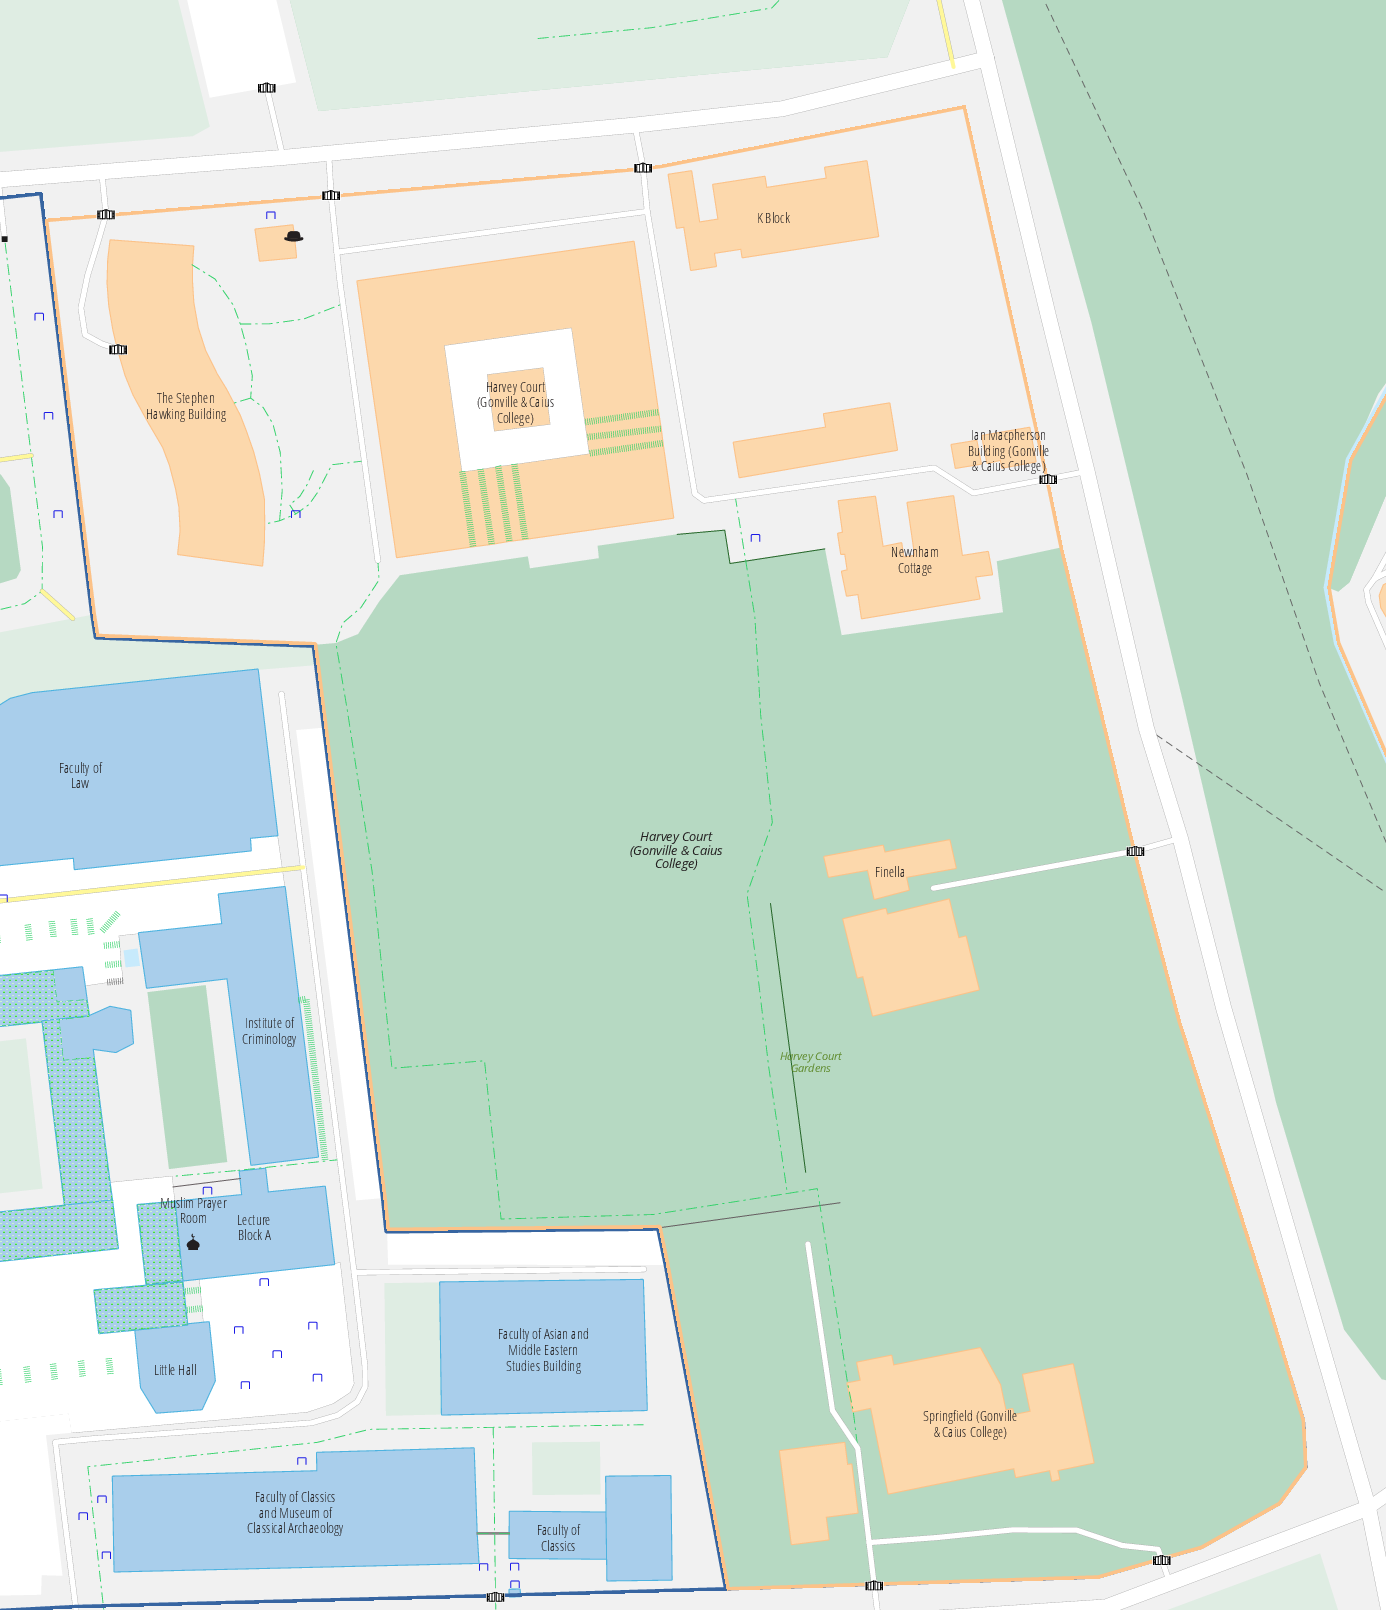 K Block
The Stephen
Hawking Building
Harvey Court
(Gonville & Caius
College)
Ian Macpherson
Building (Gonville
& Caius College)
Newnham
Cottage
Faculty of
Law
Harvey Court
(Gonville & Caius
College)
Finella
Institute of
Criminology
Harvey Court
Gardens
Muslim Prayer
Room
Lecture
Block A
Little Hall
Faculty of Asian and
Middle Eastern
Studies Building
Springfield (Gonville
& Caius College)
Faculty of Classics
and Museum of
Classical Archaeology
Faculty of
Classics